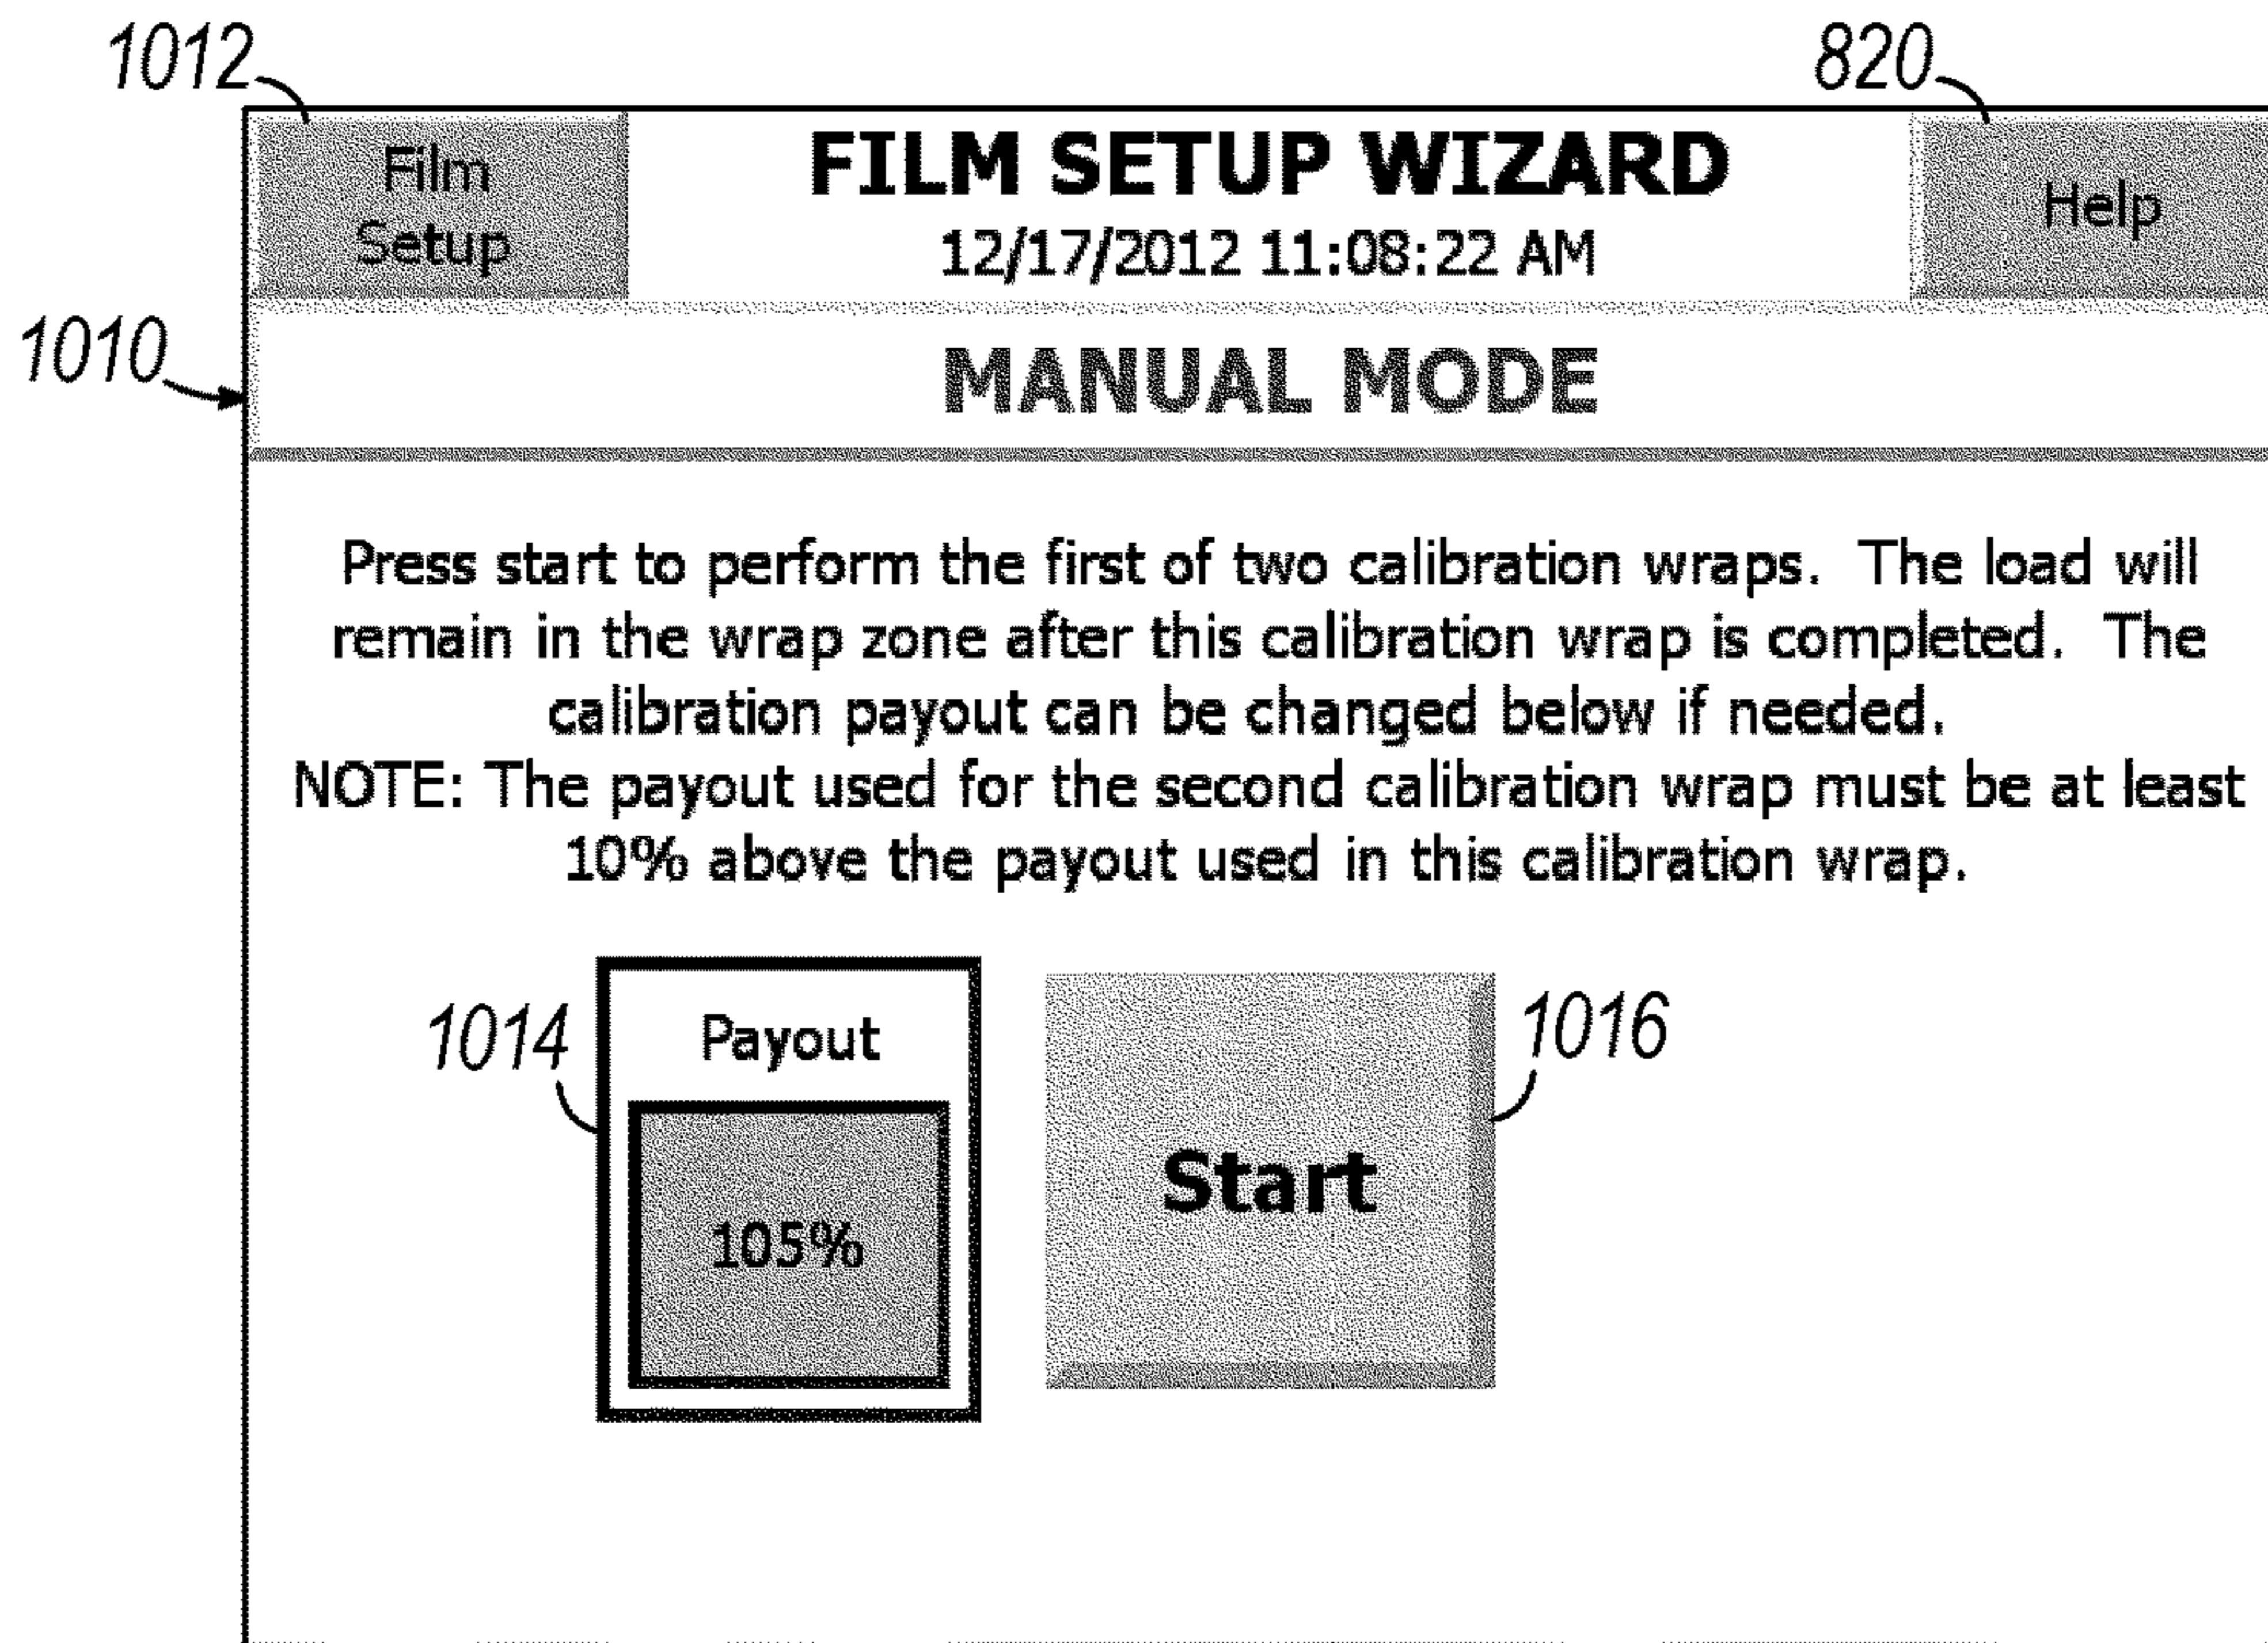 1012
820
Film
Setup
FILM SETUP WIZARD
12/17/2012 11:08:22 AM
Help
1010
MANUAL MODE
Press start to perform the first of two calibration wraps.  The load will
remain in the wrap zone after this calibration wrap is completed.  The
calibration payout can be changed below if needed.
NOTE: The payout used for the second calibration wrap must be at least
10% above the payout used in this calibration wrap.
1014
Payout
105%
Start
1016